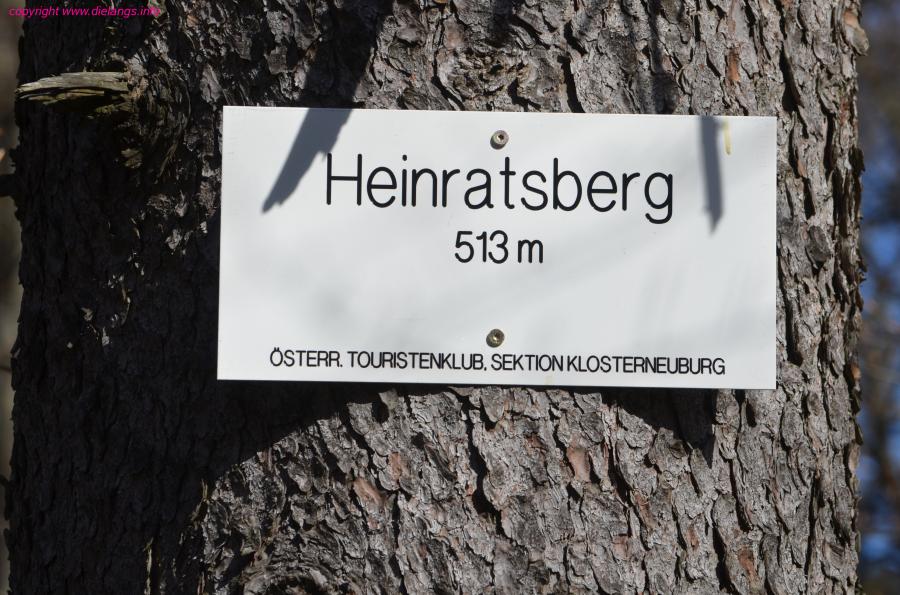 copyright www.dielangs.info
Heinratsberg
513 m
ÖSTERR. TOURISTENKLUB, SEKTION KLOSTERNEUBURG